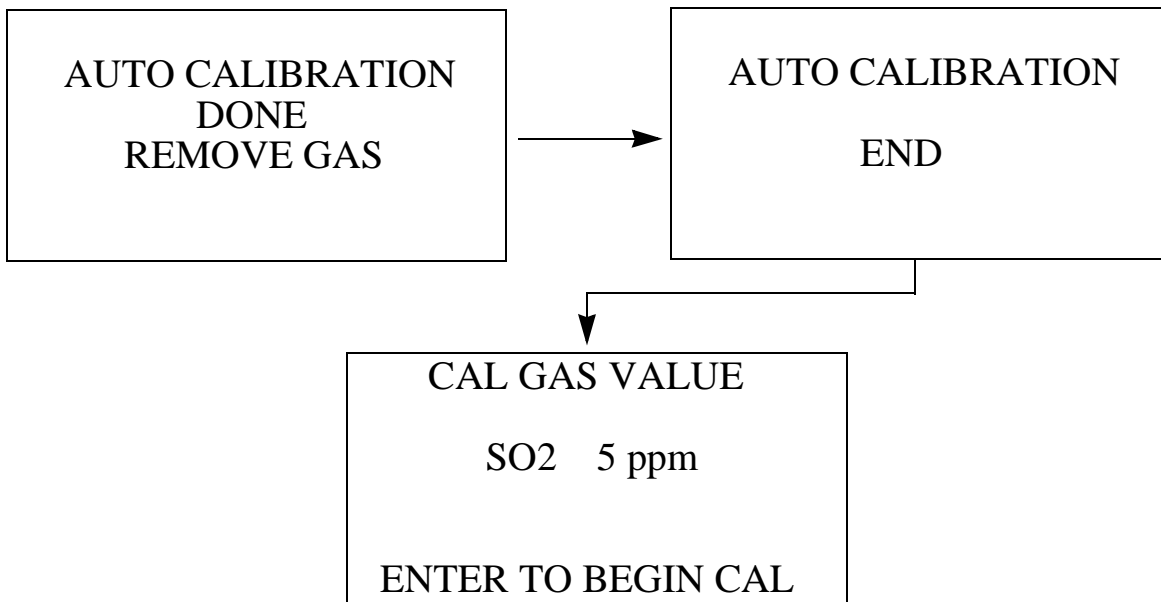 AUTO CALIBRATION
DONE
REMOVE GAS
AUTO CALIBRATION
END
CAL GAS VALUE
SO2 5 ppm
ENTER TO BEGIN CAL